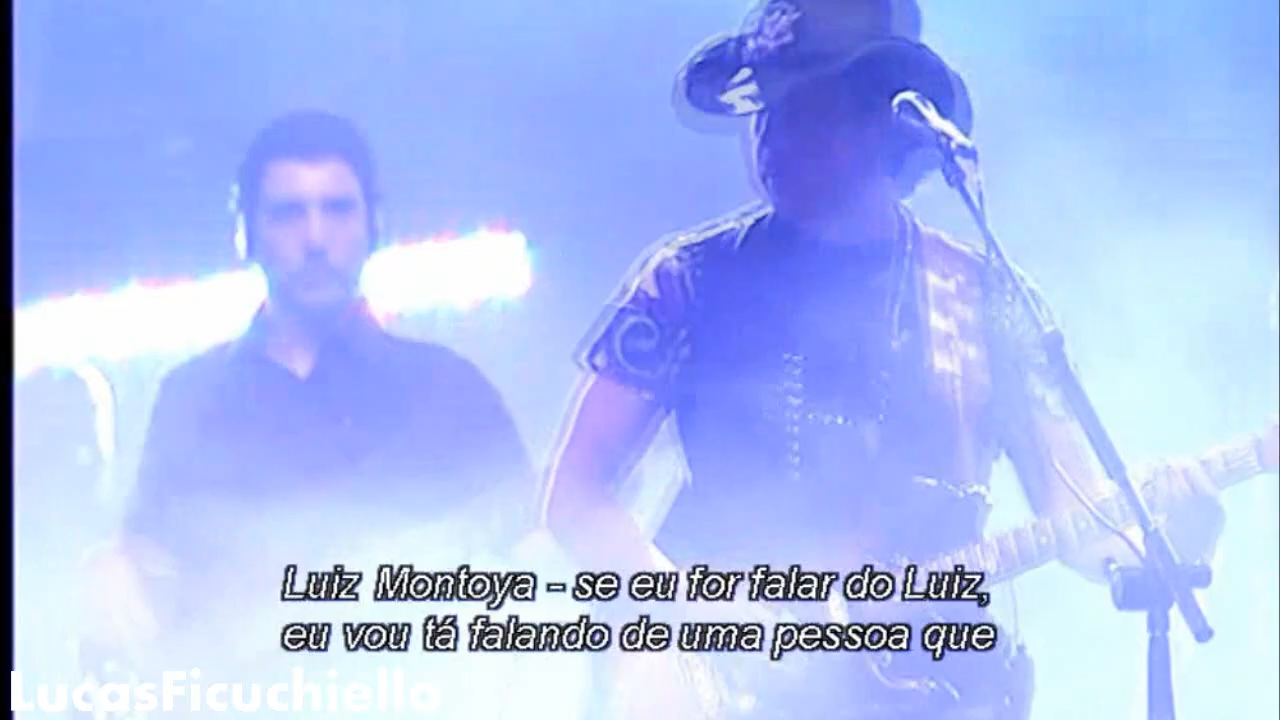 Luiz Montoya - se eu for falar do Luiz,
eu vou tá falando de uma pessoa que
LucasFicuchiello